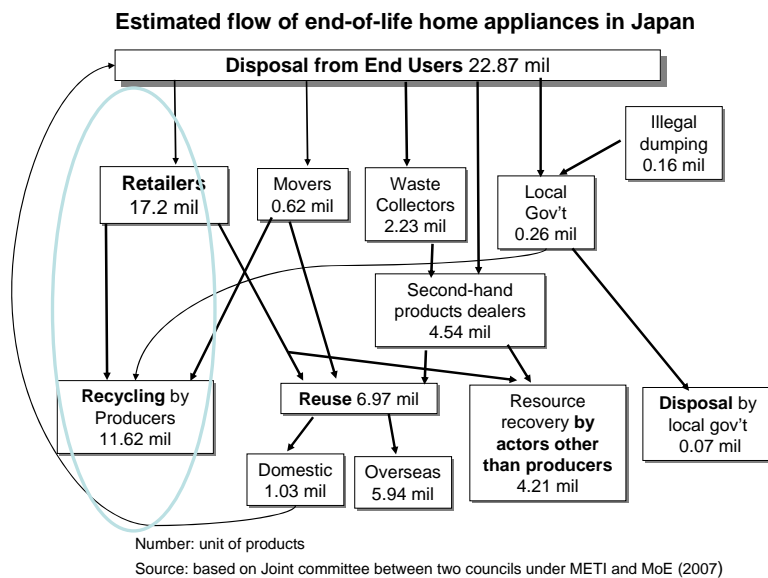 Estimated flow of end-of-life home appliances in Japan
Disposal from End Users 22.87 mil
Illegal
dumping
0.16 mil
Retailers
17.2 mil
Movers
0.62 mil
Waste
Collectors
2.23 mil
Local
Gov't
0.26 mil
Second-hand
products dealers
4.54 mil
Recycling by
Producers
11.62 mil
Reuse 6.97 mil
Resource
recovery by
actors other
than producers
4.21 mil
Disposal by
local gov't
0.07 mil
Domestic
1.03 mil
Overseas
5.94 mil
Number: unit of products
Source: based on Joint committee between two councils under METI and MoE (2007)